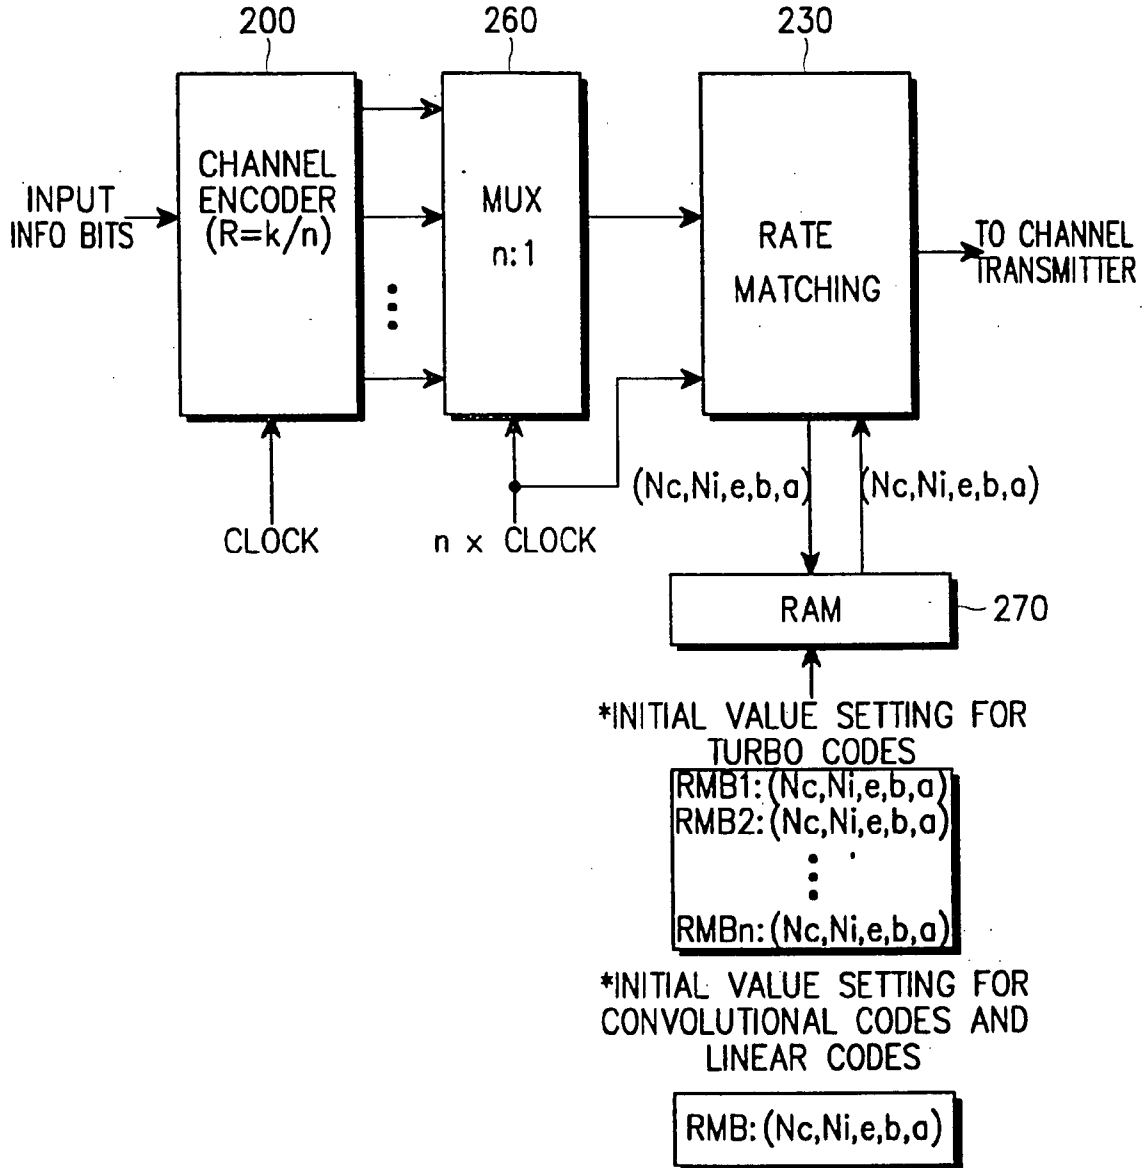 200
260
230
INPUT
INFO BITS
CHANNEL
ENCODER
(R=k/n)
MUX
n:1
RATE
MATCHING
TO CHANNEL
TRANSMITTER
CLOCK
n x CLOCK
(Nc,Ni,e,b,a)
(Nc,Ni,e,b,a)
RAM
270
*INITIAL VALUE SETTING FOR
TURBO CODES
RMB1:(Nc,Ni,e,b,a)
RMB2:(Nc,Ni,e,b,a)
RMBn:(Nc,Ni,e,b,a)
*INITIAL VALUE SETTING FOR
CONVOLUTIONAL CODES AND
LINEAR CODES
RMB:(Nc,Ni,e,b,a)